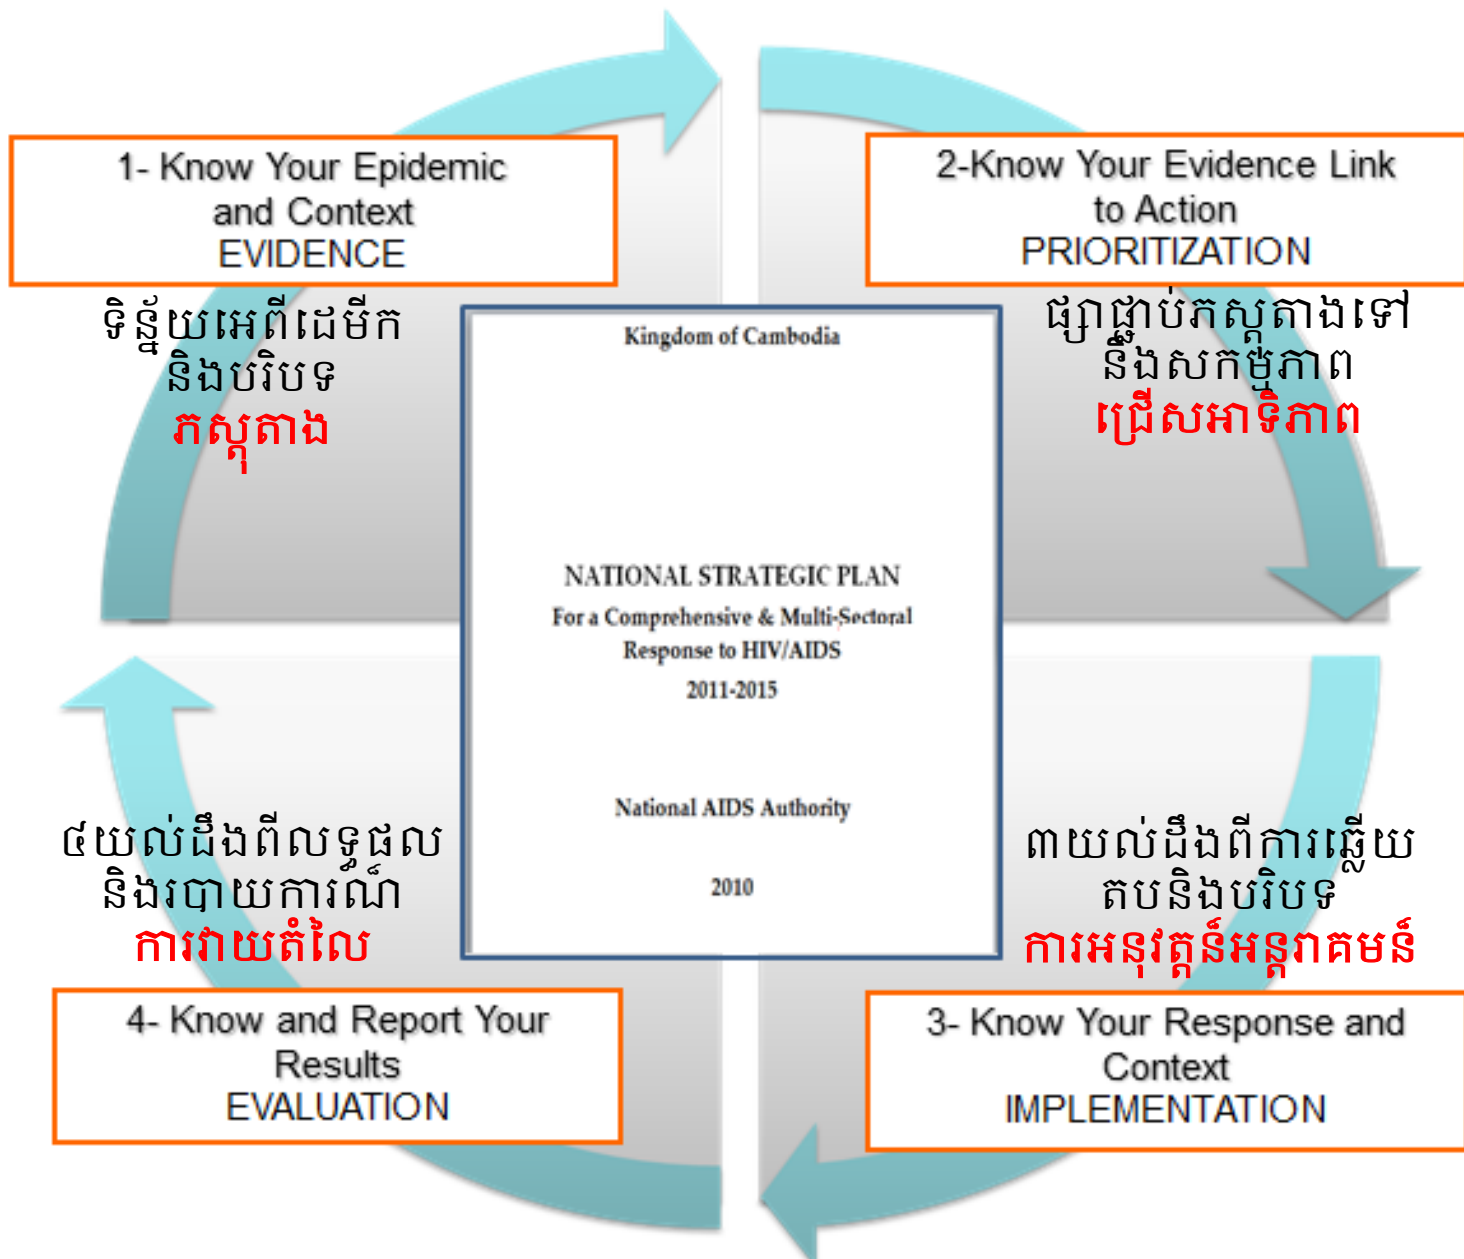 1- Know Your Epidemic
and Context
EVIDENCE
ទិន្ន័យអេពីដេមីក
និងបរិបទ
ភស្តុតាង
2-Know Your Evidence Link
to Action
PRIORITIZATION
ផ្សាផ្ជាប់ភស្តុតាងទៅ
នឹងសកម្មភាព
ជ្រើសអាទិភាព
Kingdom of Cambodia
NATIONAL STRATEGIC PLAN
For a Comprehensive & Multi-Sectoral
Response to HIV/AIDS
2011-2015
National AIDS Authority
2010
៣យល់ដឹងពីការឆ្លើយ
តបនិងបរិបទ
ការអនុវត្តន៍អន្តរាគមន៍
3- Know Your Response and
Context
IMPLEMENTATION
៤យល់ដឹងពីលទ្ធផល
និងរបាយការណ៍
ការវាយតំលៃ
4- Know and Report Your
Results
EVALUATION